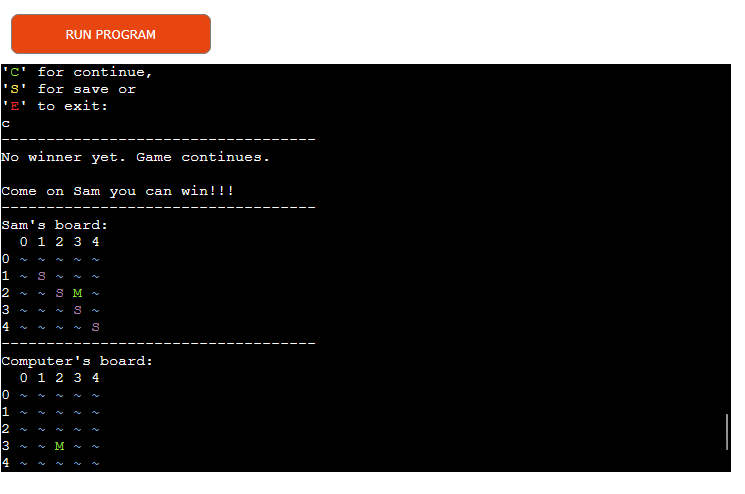 RUN PROGRAM
'C' for continue,
'S' for save or
'E' to exit:
c
-----------------------------------
No winner yet. Game continues.
Come on Sam you can win!!!
-----------------------------------
Sam's board:
  0 1 2 3 4
0 ~ ~ ~ ~ ~
1 ~ S ~ ~ ~
2 ~ ~ S M ~
3 ~ ~ ~ S ~
4 ~ ~ ~ ~ S
-----------------------------------
Computer's board:
  0 1 2 3 4
0 ~ ~ ~ ~ ~
1 ~ ~ ~ ~ ~
2 ~ ~ ~ ~ ~
3 ~ ~ M ~ ~
4 ~ ~ ~ ~ ~